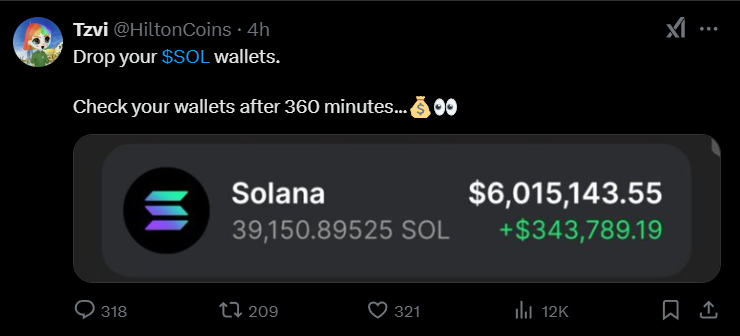 Tzvi @HiltonCoins · 4h
Drop your $SOL wallets.
Check your wallets after 360 minutes...💰👀
Solana $6,015,143.55
39,150.89525 SOL +$343,789.19
318 209 321 12K